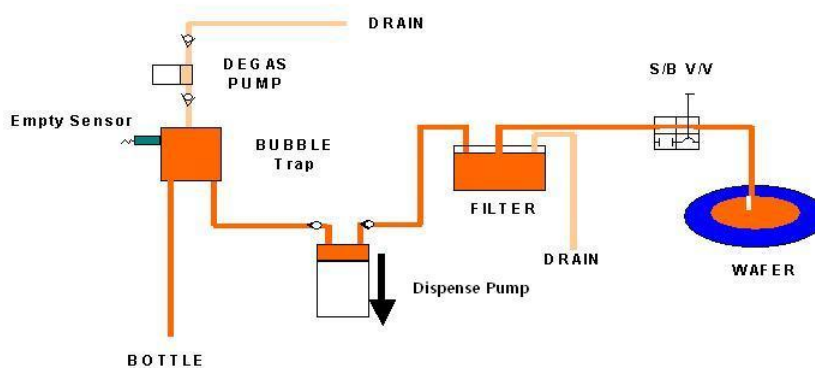 DRAIN
DEGAS
PUMP
S/B V/V
Empty Sensor
BUBBLE
Trap
FILTER
DRAIN
WAFER
Dispense Pump
BOTTLE